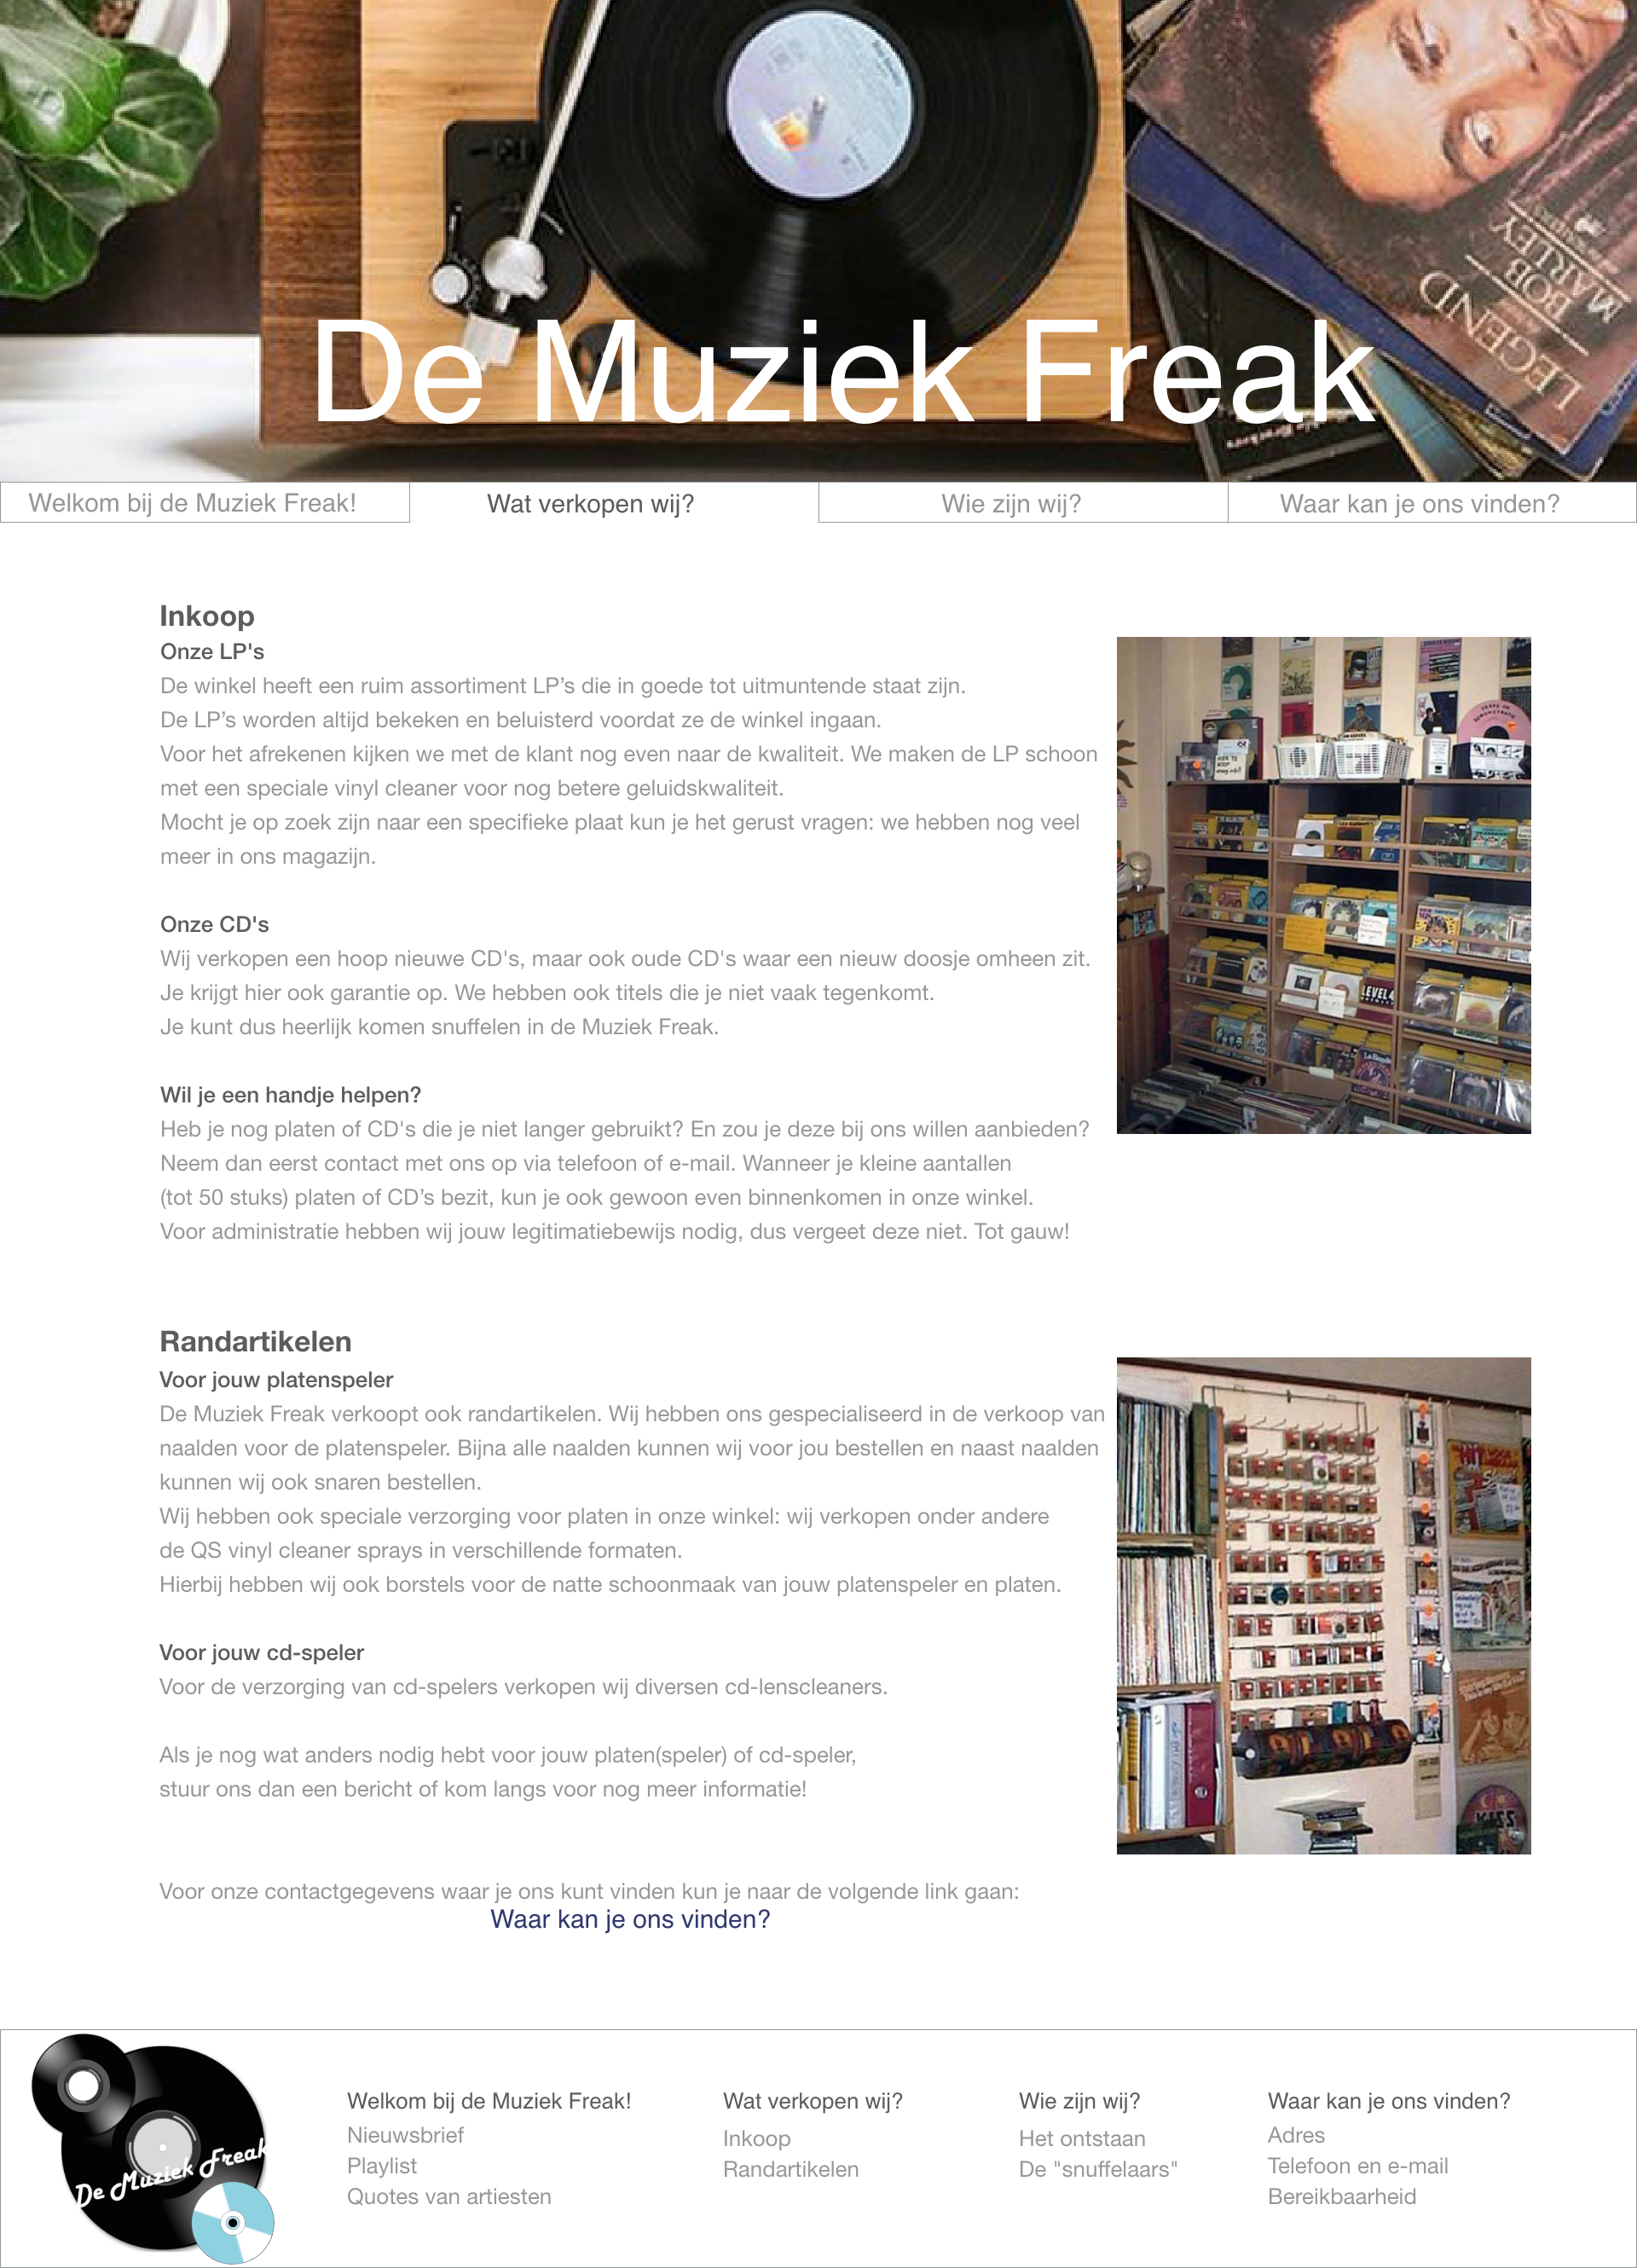 LEGEND
BOB
MARLEY
De Muziek Freak
Welkom bij de Muziek Freak!
Wat verkopen wij?
Wie zijn wij?
Waar kan je ons vinden?
Inkoop
Onze LP's
De winkel heeft een ruim assortiment LP’s die in goede tot uitmuntende staat zijn.
De LP’s worden altijd bekeken en beluisterd voordat ze de winkel ingaan.
Voor het afrekenen kijken we met de klant nog even naar de kwaliteit. We maken de LP schoon
met een speciale vinyl cleaner voor nog betere geluidskwaliteit.
Mocht je op zoek zijn naar een specifieke plaat kun je het gerust vragen: we hebben nog veel
meer in ons magazijn.
Onze CD's
Wij verkopen een hoop nieuwe CD's, maar ook oude CD's waar een nieuw doosje omheen zit.
Je krijgt hier ook garantie op. We hebben ook titels die je niet vaak tegenkomt.
Je kunt dus heerlijk komen snuffelen in de Muziek Freak.
Wil je een handje helpen?
Heb je nog platen of CD's die je niet langer gebruikt? En zou je deze bij ons willen aanbieden?
Neem dan eerst contact met ons op via telefoon of e-mail. Wanneer je kleine aantallen
(tot 50 stuks) platen of CD’s bezit, kun je ook gewoon even binnenkomen in onze winkel.
Voor administratie hebben wij jouw legitimatiebewijs nodig, dus vergeet deze niet. Tot gauw!
LEVEL
Randartikelen
Voor jouw platenspeler
De Muziek Freak verkoopt ook randartikelen. Wij hebben ons gespecialiseerd in de verkoop van
naalden voor de platenspeler. Bijna alle naalden kunnen wij voor jou bestellen en naast naalden
kunnen wij ook snaren bestellen.
Wij hebben ook speciale verzorging voor platen in onze winkel: wij verkopen onder andere
de QS vinyl cleaner sprays in verschillende formaten.
Hierbij hebben wij ook borstels voor de natte schoonmaak van jouw platenspeler en platen.
Voor jouw cd-speler
Voor de verzorging van cd-spelers verkopen wij diversen cd-lenscleaners.
Als je nog wat anders nodig hebt voor jouw platen(speler) of cd-speler,
stuur ons dan een bericht of kom langs voor nog meer informatie!
KISS
Voor onze contactgegevens waar je ons kunt vinden kun je naar de volgende link gaan:
Waar kan je ons vinden?
De Muziek Freak
Welkom bij de Muziek Freak!
Nieuwsbrief
Playlist
Quotes van artiesten
Wat verkopen wij?
Inkoop
Randartikelen
Wie zijn wij?
Het ontstaan
De "snuffelaars"
Waar kan je ons vinden?
Adres
Telefoon en e-mail
Bereikbaarheid